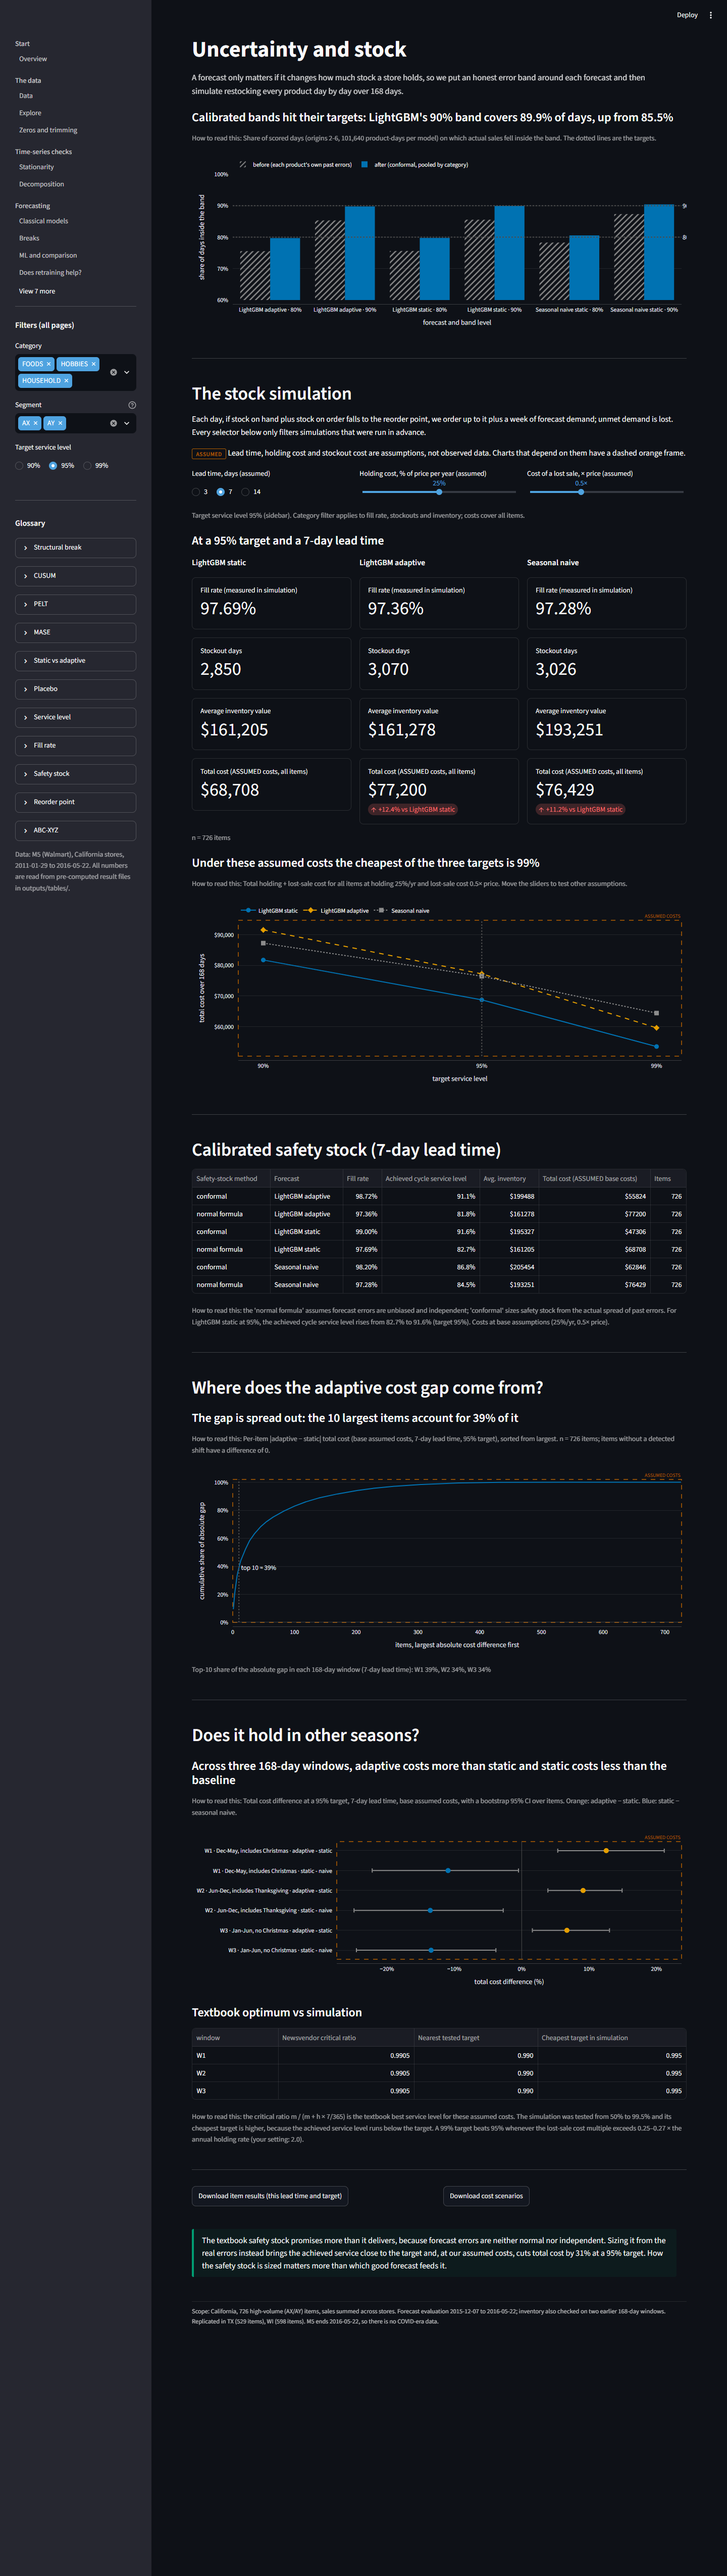 Deploy
Start
Overview
The data
Data
Explore
Zeros and trimming
Time-series checks
Stationarity
Decomposition
Forecasting
Classical models
Breaks
ML and comparison
Does retraining help?
View 7 more
Filters (all pages)
Category
FOODS × HOBBIES ×
HOUSEHOLD ×
Segment
AX × AY ×
Target service level
90% 95% 99%
Glossary
Structural break
CUSUM
PELT
MASE
Static vs adaptive
Placebo
Service level
Fill rate
Safety stock
Reorder point
ABC-XYZ
Data: M5 (Walmart), California stores,
2011-01-29 to 2016-05-22. All numbers
are read from pre-computed result files
in outputs/tables/.
Uncertainty and stock
A forecast only matters if it changes how much stock a store holds, so we put an honest error band around each forecast and then
simulate restocking every product day by day over 168 days.
Calibrated bands hit their targets: LightGBM's 90% band covers 89.9% of days, up from 85.5%
How to read this: Share of scored days (origins 2-6, 101,640 product-days per model) on which actual sales fell inside the band. The dotted lines are the targets.
before (each product's own past errors) after (conformal, pooled by category)
share of days inside the band
100%
90%
80%
70%
60%
LightGBM adaptive · 80% LightGBM adaptive · 90% LightGBM static · 80% LightGBM static · 90% Seasonal naive static · 80% Seasonal naive static · 90%
forecast and band level
The stock simulation
Each day, if stock on hand plus stock on order falls to the reorder point, we order up to it plus a week of forecast demand; unmet demand is lost.
Every selector below only filters simulations that were run in advance.
ASSUMED Lead time, holding cost and stockout cost are assumptions, not observed data. Charts that depend on them have a dashed orange frame.
Lead time, days (assumed) Holding cost, % of price per year (assumed) Cost of a lost sale, × price (assumed)
25% 0.5×
3 7 14
Target service level 95% (sidebar). Category filter applies to fill rate, stockouts and inventory; costs cover all items.
At a 95% target and a 7-day lead time
LightGBM static LightGBM adaptive Seasonal naive
Fill rate (measured in simulation) Fill rate (measured in simulation) Fill rate (measured in simulation)
97.69% 97.36% 97.28%
Stockout days Stockout days Stockout days
2,850 3,070 3,026
Average inventory value Average inventory value Average inventory value
$161,205 $161,278 $193,251
Total cost (ASSUMED costs, all items) Total cost (ASSUMED costs, all items) Total cost (ASSUMED costs, all items)
$68,708 $77,200 $76,429
↑ +12.4% vs LightGBM static ↑ +11.2% vs LightGBM static
n = 726 items
Under these assumed costs the cheapest of the three targets is 99%
How to read this: Total holding + lost-sale cost for all items at holding 25%/yr and lost-sale cost 0.5× price. Move the sliders to test other assumptions.
LightGBM static LightGBM adaptive Seasonal naive
ASSUMED COSTS
total cost over 168 days
$90,000
$80,000
$70,000
$60,000
90% 95% 99%
target service level
Calibrated safety stock (7-day lead time)
Safety-stock method Forecast Fill rate Achieved cycle service level Avg. inventory Total cost (ASSUMED base costs) Items
conformal LightGBM adaptive 98.72% 91.1% $199488 $55824 726
normal formula LightGBM adaptive 97.36% 81.8% $161278 $77200 726
conformal LightGBM static 99.00% 91.6% $195327 $47306 726
normal formula LightGBM static 97.69% 82.7% $161205 $68708 726
conformal Seasonal naive 98.20% 86.8% $205454 $62846 726
normal formula Seasonal naive 97.28% 84.5% $193251 $76429 726
How to read this: the 'normal formula' assumes forecast errors are unbiased and independent; 'conformal' sizes safety stock from the actual spread of past errors. For
LightGBM static at 95%, the achieved cycle service level rises from 82.7% to 91.6% (target 95%). Costs at base assumptions (25%/yr, 0.5× price).
Where does the adaptive cost gap come from?
The gap is spread out: the 10 largest items account for 39% of it
How to read this: Per-item |adaptive − static| total cost (base assumed costs, 7-day lead time, 95% target), sorted from largest. n = 726 items; items without a detected
shift have a difference of 0.
ASSUMED COSTS
cumulative share of absolute gap
100%
80%
60%
40%
20%
0%
top 10 = 39%
0 100 200 300 400 500 600 700
items, largest absolute cost difference first
Top-10 share of the absolute gap in each 168-day window (7-day lead time): W1 39%, W2 34%, W3 34%
Does it hold in other seasons?
Across three 168-day windows, adaptive costs more than static and static costs less than the
baseline
How to read this: Total cost difference at a 95% target, 7-day lead time, base assumed costs, with a bootstrap 95% CI over items. Orange: adaptive − static. Blue: static −
seasonal naive.
ASSUMED COSTS
W1 · Dec-May, includes Christmas · adaptive - static
W1 · Dec-May, includes Christmas · static - naive
W2 · Jun-Dec, includes Thanksgiving · adaptive - static
W2 · Jun-Dec, includes Thanksgiving · static - naive
W3 · Jan-Jun, no Christmas · adaptive - static
W3 · Jan-Jun, no Christmas · static - naive
−20% −10% 0% 10% 20%
total cost difference (%)
Textbook optimum vs simulation
window Newsvendor critical ratio Nearest tested target Cheapest target in simulation
W1 0.9905 0.990 0.995
W2 0.9905 0.990 0.995
W3 0.9905 0.990 0.995
How to read this: the critical ratio m / (m + h × 7/365) is the textbook best service level for these assumed costs. The simulation was tested from 50% to 99.5% and its
cheapest target is higher, because the achieved service level runs below the target. A 99% target beats 95% whenever the lost-sale cost multiple exceeds 0.25–0.27 × the
annual holding rate (your setting: 2.0).
Download item results (this lead time and target) Download cost scenarios
The textbook safety stock promises more than it delivers, because forecast errors are neither normal nor independent. Sizing it from the
real errors instead brings the achieved service close to the target and, at our assumed costs, cuts total cost by 31% at a 95% target. How
the safety stock is sized matters more than which good forecast feeds it.
Scope: California, 726 high-volume (AX/AY) items, sales summed across stores. Forecast evaluation 2015-12-07 to 2016-05-22; inventory also checked on two earlier 168-day windows.
Replicated in TX (529 items), WI (598 items). M5 ends 2016-05-22, so there is no COVID-era data.